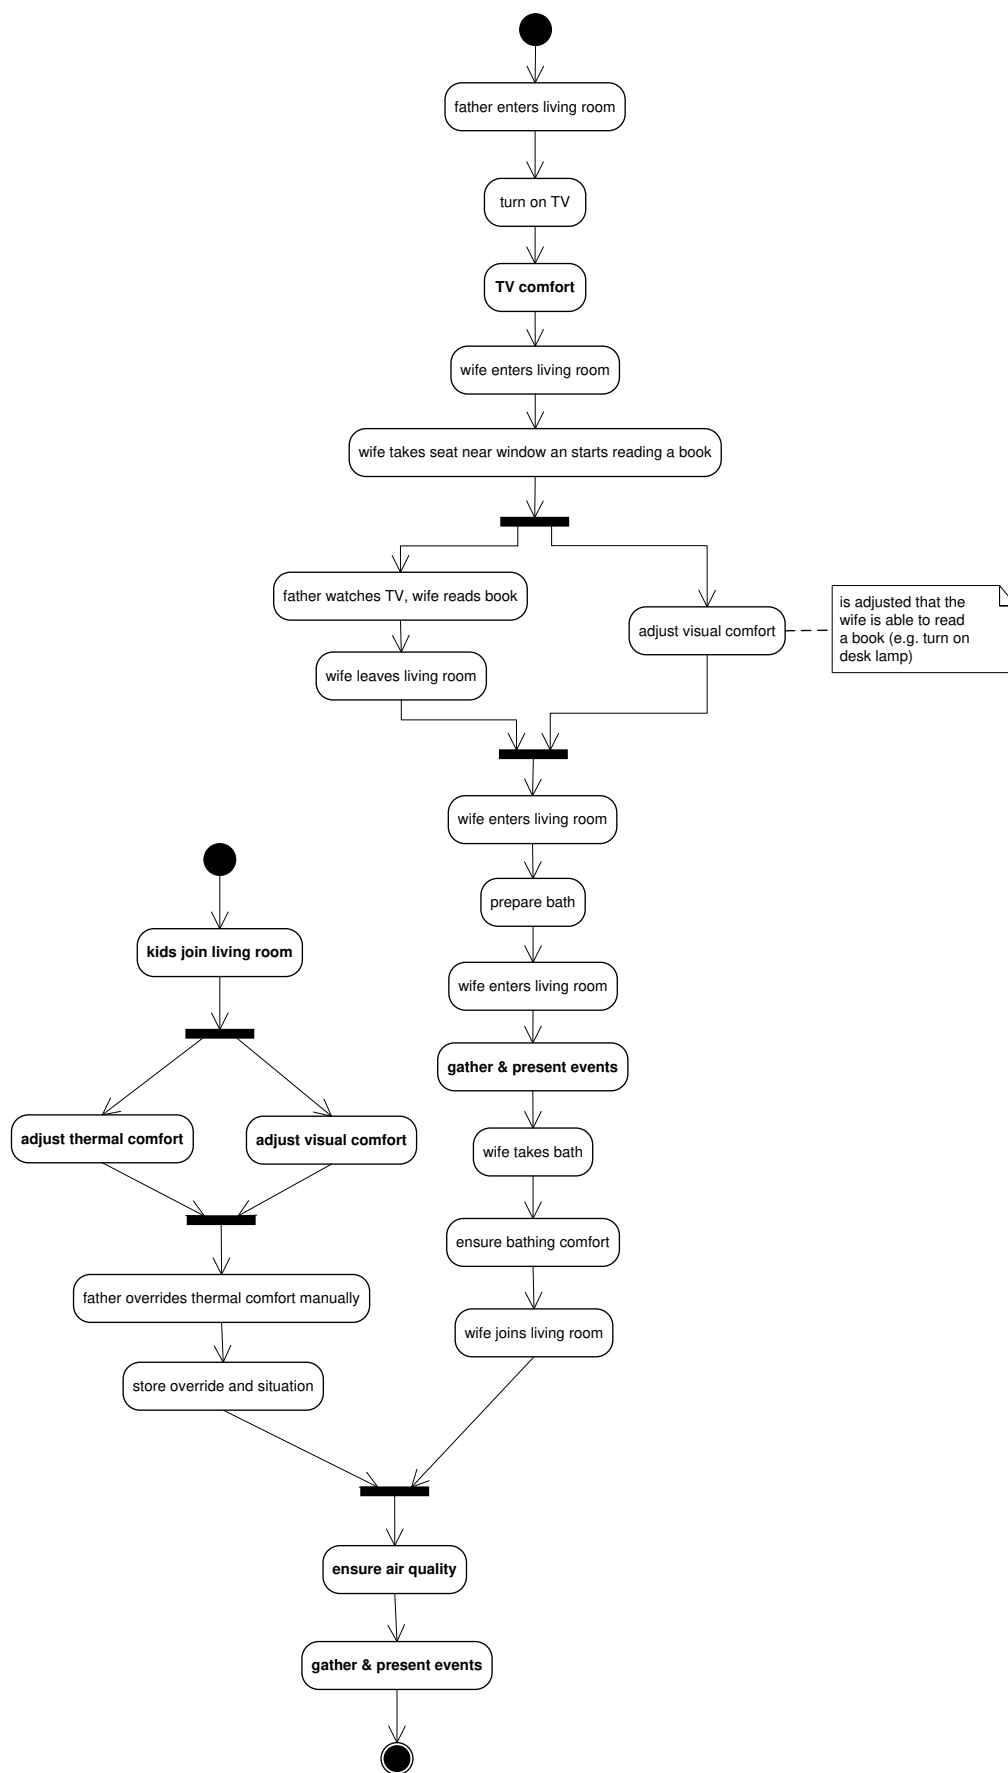 father enters living room
turn on TV
TV comfort
wife enters living room
wife takes seat near window an starts reading a book
father watches TV, wife reads book
adjust visual comfort
is adjusted that the
wife is able to read
a book (e.g. turn on
desk lamp)
wife leaves living room
wife enters living room
prepare bath
kids join living room
wife enters living room
gather & present events
adjust thermal comfort
adjust visual comfort
wife takes bath
ensure bathing comfort
father overrides thermal comfort manually
wife joins living room
store override and situation
ensure air quality
gather & present events